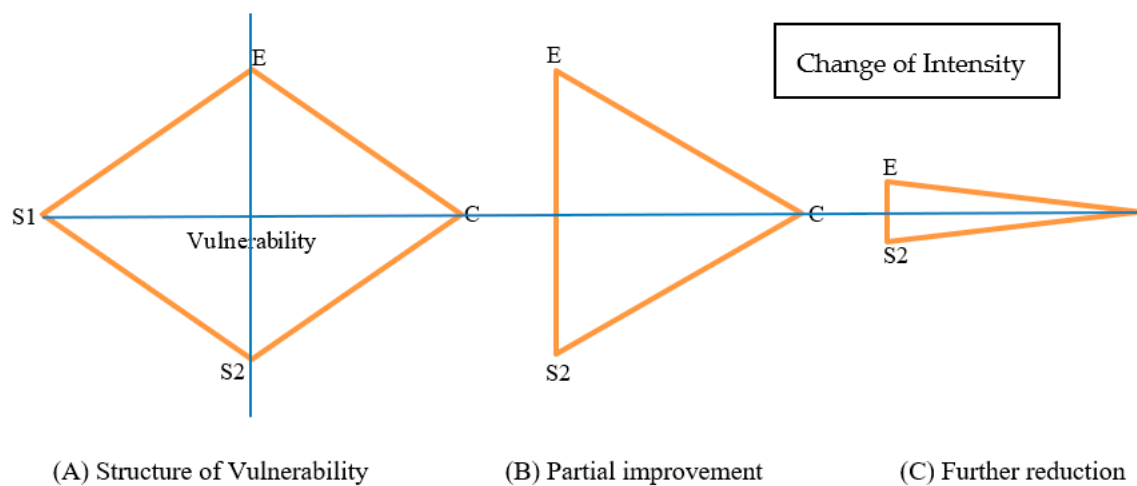 E
S1
C
Vulnerability
S2
E
C
S2
Change of Intensity
E
S2
(A) Structure of Vulnerability
(B) Partial improvement
(C) Further reduction